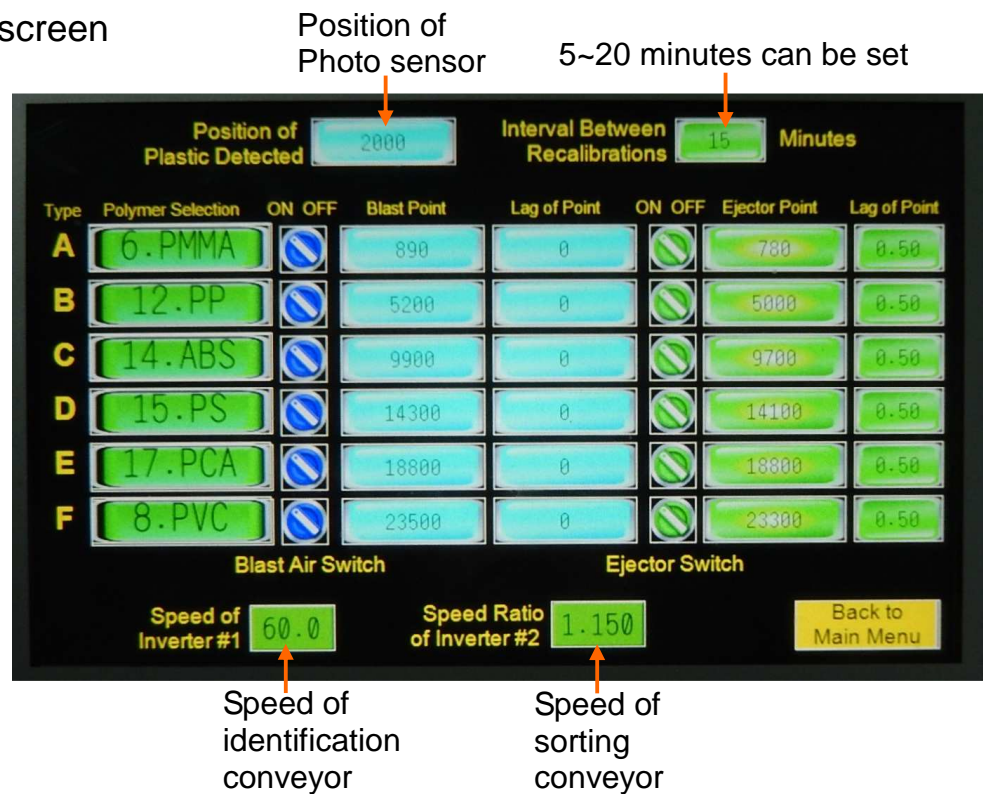 screen
Position of
Photo sensor
5~20 minutes can be set
Position of
Plastic Detected
2000
Interval Between
Recalibrations
15
Minutes
Type Polymer Selection ON OFF Blast Point Lag of Point ON OFF Ejector Point Lag of Point
A 6.PMMA 890 0 780 0.50
B 12.PP 5200 0 5000 0.50
C 14.ABS 9900 0 9700 0.50
D 15.PS 14300 0 14100 0.50
E 17.PCA 18800 0 18800 0.50
F 8.PVC 23500 0 23300 0.50
Blast Air Switch Ejector Switch
Speed of
Inverter #1
60.0
Speed Ratio
of Inverter #2
1.150
Back to
Main Menu
Speed of
identification
conveyor
Speed of
sorting
conveyor